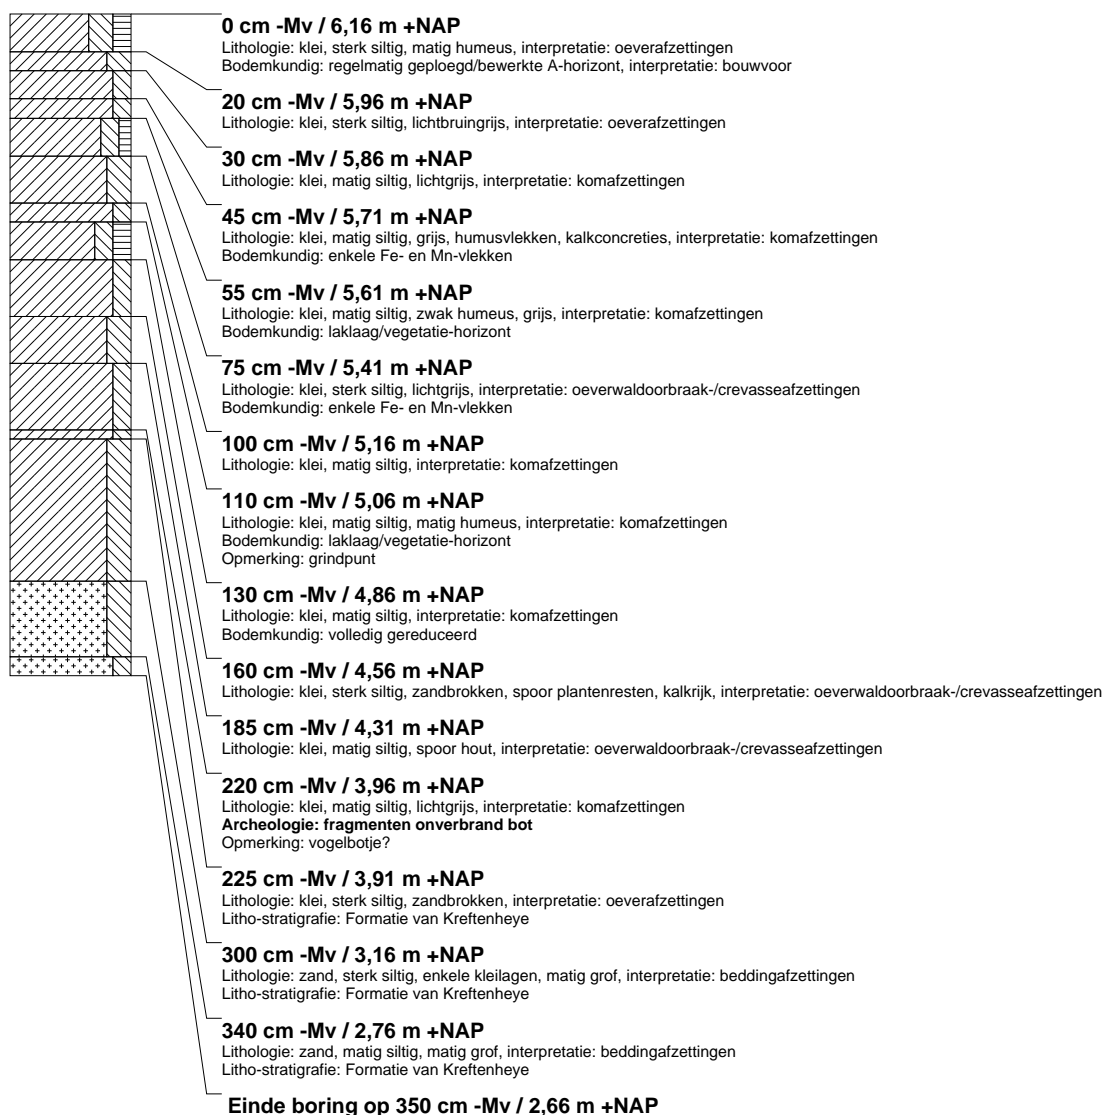 0 cm -Mv / 6,16 m +NAP
Lithologie: klei, sterk siltig, matig humeus, interpretatie: oeverafzettingen
Bodemkundig: regelmatig geploegd/bewerkte A-horizont, interpretatie: bouwvoor
20 cm -Mv / 5,96 m +NAP
Lithologie: klei, sterk siltig, lichtbruingrijs, interpretatie: oeverafzettingen
30 cm -Mv / 5,86 m +NAP
Lithologie: klei, matig siltig, lichtgrijs, interpretatie: komafzettingen
45 cm -Mv / 5,71 m +NAP
Lithologie: klei, matig siltig, grijs, humusvlekken, kalkconcreties, interpretatie: komafzettingen
Bodemkundig: enkele Fe- en Mn-vlekken
55 cm -Mv / 5,61 m +NAP
Lithologie: klei, matig siltig, zwak humeus, grijs, interpretatie: komafzettingen
Bodemkundig: laklaag/vegetatie-horizont
75 cm -Mv / 5,41 m +NAP
Lithologie: klei, sterk siltig, lichtgrijs, interpretatie: oeverwaldoorbraak-/crevasseafzettingen
Bodemkundig: enkele Fe- en Mn-vlekken
100 cm -Mv / 5,16 m +NAP
Lithologie: klei, matig siltig, interpretatie: komafzettingen
110 cm -Mv / 5,06 m +NAP
Lithologie: klei, matig siltig, matig humeus, interpretatie: komafzettingen
Bodemkundig: laklaag/vegetatie-horizont
Opmerking: grindpunt
130 cm -Mv / 4,86 m +NAP
Lithologie: klei, matig siltig, interpretatie: komafzettingen
Bodemkundig: volledig gereduceerd
160 cm -Mv / 4,56 m +NAP
Lithologie: klei, sterk siltig, zandbrokken, spoor plantenresten, kalkrijk, interpretatie: oeverwaldoorbraak-/crevasseafzettingen
185 cm -Mv / 4,31 m +NAP
Lithologie: klei, matig siltig, spoor hout, interpretatie: oeverwaldoorbraak-/crevasseafzettingen
220 cm -Mv / 3,96 m +NAP
Lithologie: klei, matig siltig, lichtgrijs, interpretatie: komafzettingen
Archeologie: fragmenten onverbrand bot
Opmerking: vogelbotje?
225 cm -Mv / 3,91 m +NAP
Lithologie: klei, sterk siltig, zandbrokken, interpretatie: oeverafzettingen
Litho-stratigrafie: Formatie van Kreftenheye
300 cm -Mv / 3,16 m +NAP
Lithologie: zand, sterk siltig, enkele kleilagen, matig grof, interpretatie: beddingafzettingen
Litho-stratigrafie: Formatie van Kreftenheye
340 cm -Mv / 2,76 m +NAP
Lithologie: zand, matig siltig, matig grof, interpretatie: beddingafzettingen
Litho-stratigrafie: Formatie van Kreftenheye
Einde boring op 350 cm -Mv / 2,66 m +NAP